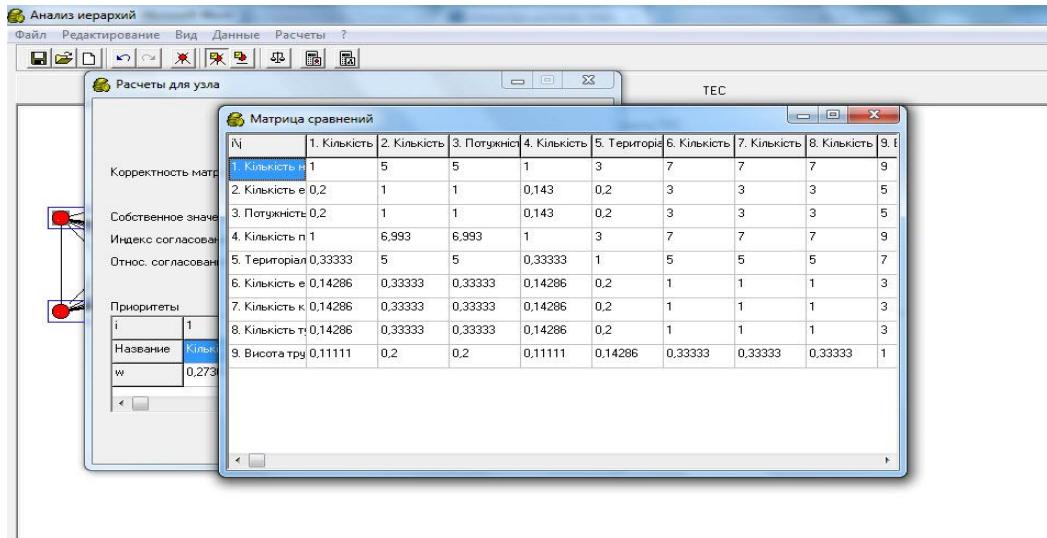 Анализ иерархий
Файл Редактирование Вид Данные Расчеты ?
Расчеты для узла
ТЕС
Матрица сравнений
i\j 1. Кількість 2. Кількість 3. Потужніст 4. Кількість 5. Територіа 6. Кількість 7. Кількість 8. Кількість 9.
1. Кількість н 1 5 5 1 3 7 7 7 9
2. Кількість е 0,2 1 1 0,143 0,2 3 3 3 5
3. Потужність 0,2 1 1 0,143 0,2 3 3 3 5
4. Кількість п 1 6,993 6,993 1 3 7 7 7 9
5. Територіал 0,33333 5 5 0,33333 1 5 5 5 7
6. Кількість е 0,14286 0,33333 0,33333 0,14286 0,2 1 1 1 3
7. Кількість к 0,14286 0,33333 0,33333 0,14286 0,2 1 1 1 3
8. Кількість т 0,14286 0,33333 0,33333 0,14286 0,2 1 1 1 3
9. Висота тру 0,11111 0,2 0,2 0,11111 0,14286 0,33333 0,33333 0,33333 1
Корректность матр
Собственное значе
Индекс согласован
Относ. согласован
Приоритеты
i 1
Название Кільк
w 0,273